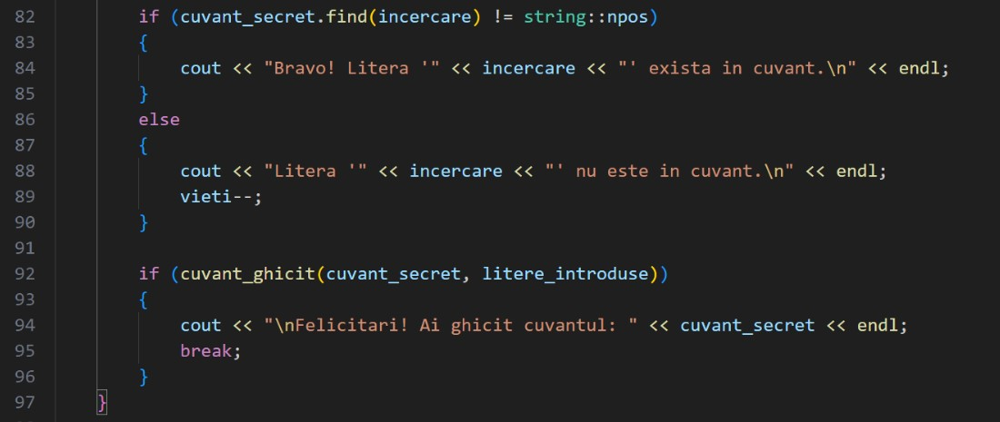 82 if (cuvant_secret.find(incercare) != string::npos)
83 {
84 cout << "Bravo! Litera '" << incercare << "' exista in cuvant.\n" << endl;
85 }
86 else
87 {
88 cout << "Litera '" << incercare << "' nu este in cuvant.\n" << endl;
89 vieti--;
90 }
91
92 if (cuvant_ghicit(cuvant_secret, litere_introduse))
93 {
94 cout << "\nFelicitari! Ai ghicit cuvantul: " << cuvant_secret << endl;
95 break;
96 }
97 }